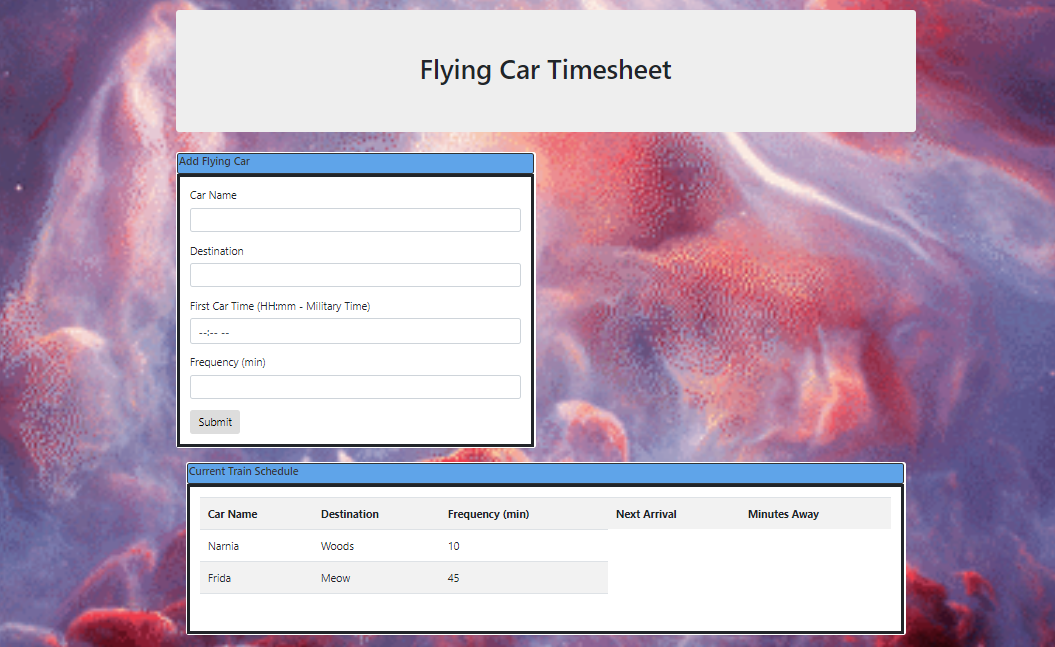 Flying Car Timesheet
Add Flying Car
Car Name
Destination
First Car Time (HH:mm - Military Time)
--:-- --
Frequency (min)
Submit
Current Train Schedule
Car Name Destination Frequency (min) Next Arrival Minutes Away
Narnia Woods 10
Frida Meow 45